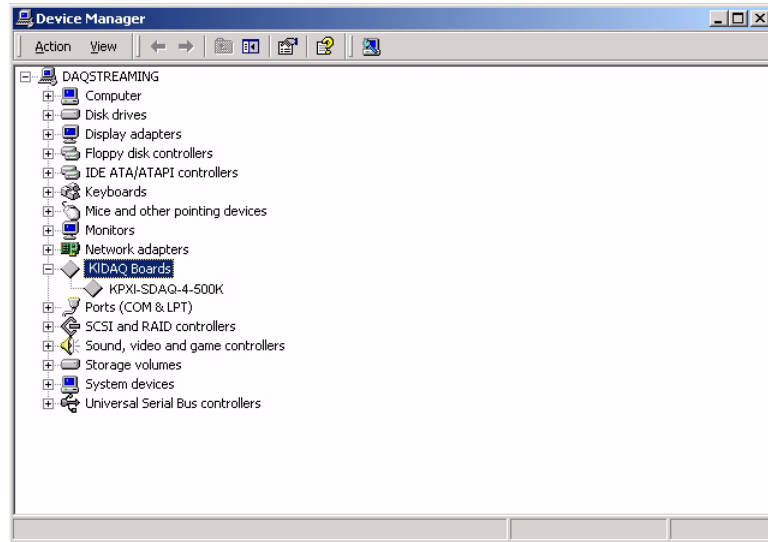 Device Manager
Action View
DAQSTREAMING
Computer
Disk drives
Display adapters
Floppy disk controllers
IDE ATA/ATAPI controllers
Keyboards
Mice and other pointing devices
Monitors
Network adapters
KIDAQ Boards
KPXI-SDAQ-4-500K
Ports (COM & LPT)
SCSI and RAID controllers
Sound, video and game controllers
Storage volumes
System devices
Universal Serial Bus controllers